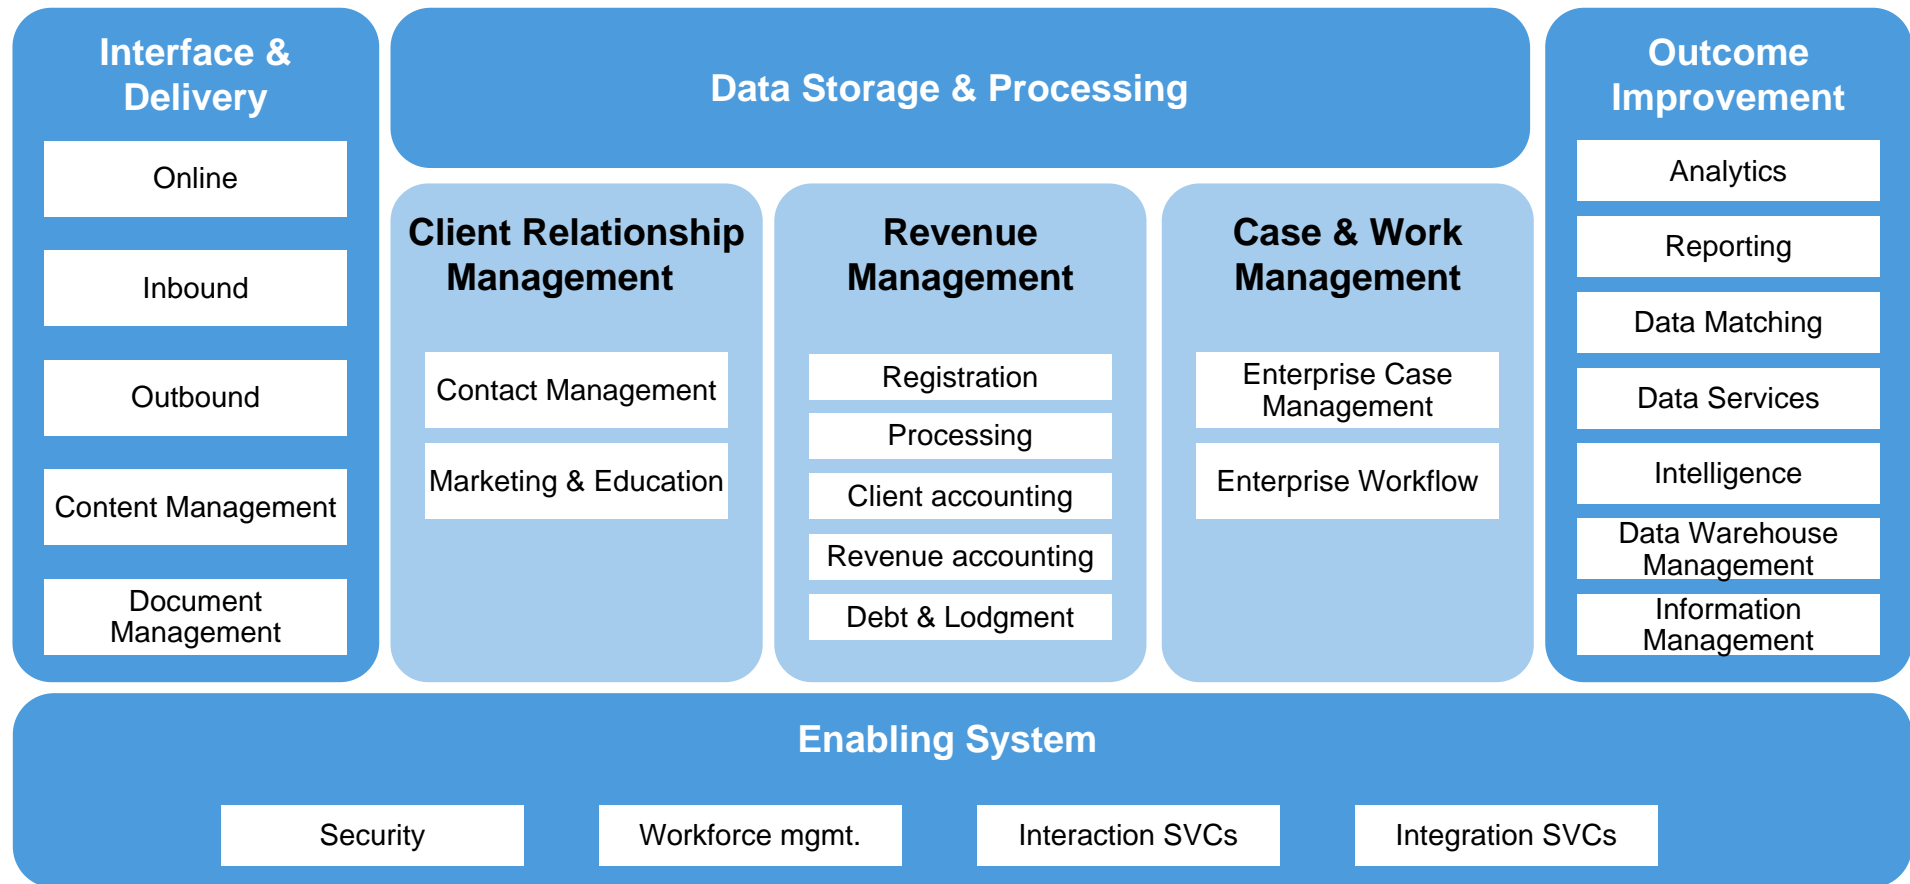 Interface &
Delivery
Online
Inbound
Outbound
Content Management
Document
Management
Data Storage & Processing
Client Relationship
Management
Contact Management
Marketing & Education
Revenue
Management
Registration
Processing
Client accounting
Revenue accounting
Debt & Lodgment
Case & Work
Management
Enterprise Case
Management
Enterprise Workflow
Outcome
Improvement
Analytics
Reporting
Data Matching
Data Services
Intelligence
Data Warehouse
Management
Information
Management
Enabling System
Security
Workforce mgmt.
Interaction SVCs
Integration SVCs